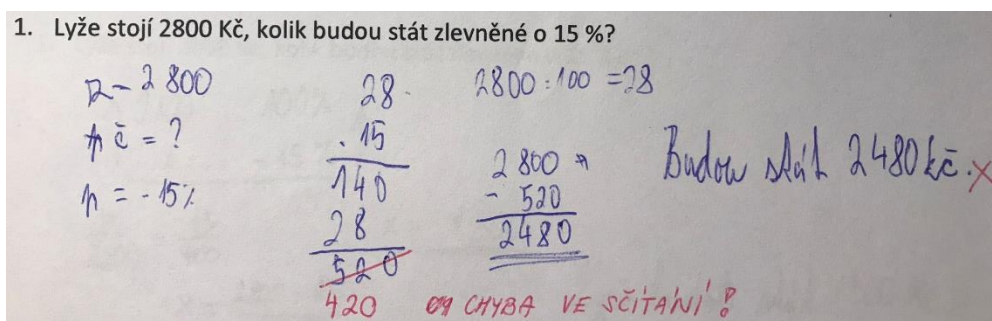 1. Lyže stojí 2800 Kč, kolik budou stát zlevněné o 15 %?
z – 2 800
č = ?
p = - 15%
28
. 15
140
28
520
420
2800 : 100 = 28
2 800
- 520
2480
Budou stát 2480 kč.
CHYBA VE SČÍTÁNÍ!